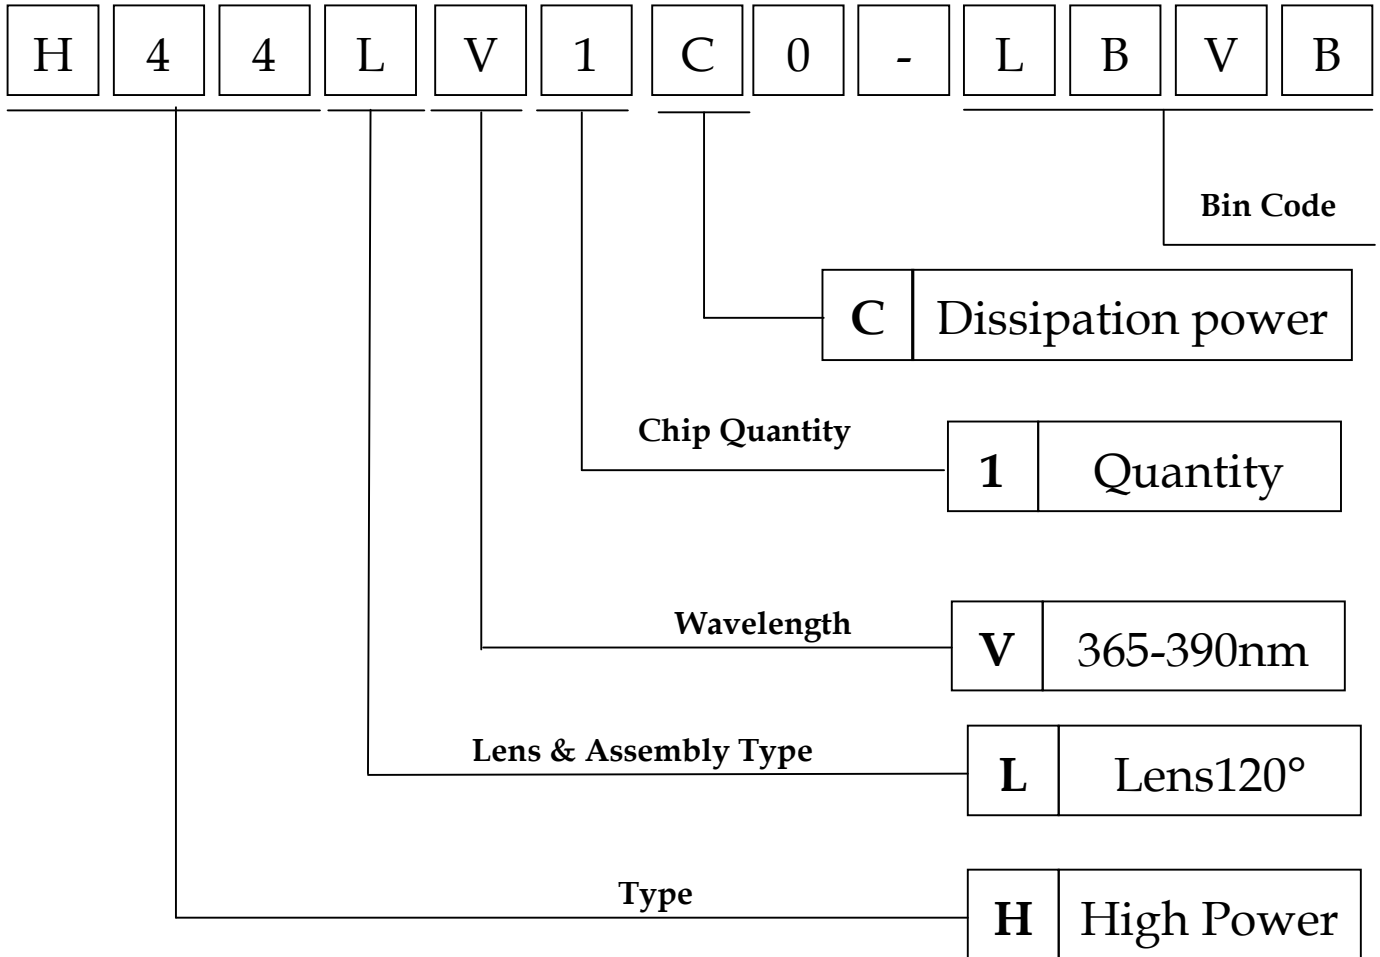 H 4 4 L V 1 C 0 - L B V B
Bin Code
C Dissipation power
Chip Quantity
1 Quantity
Wavelength
V 365-390nm
Lens & Assembly Type
L Lens120°
Type
H High Power